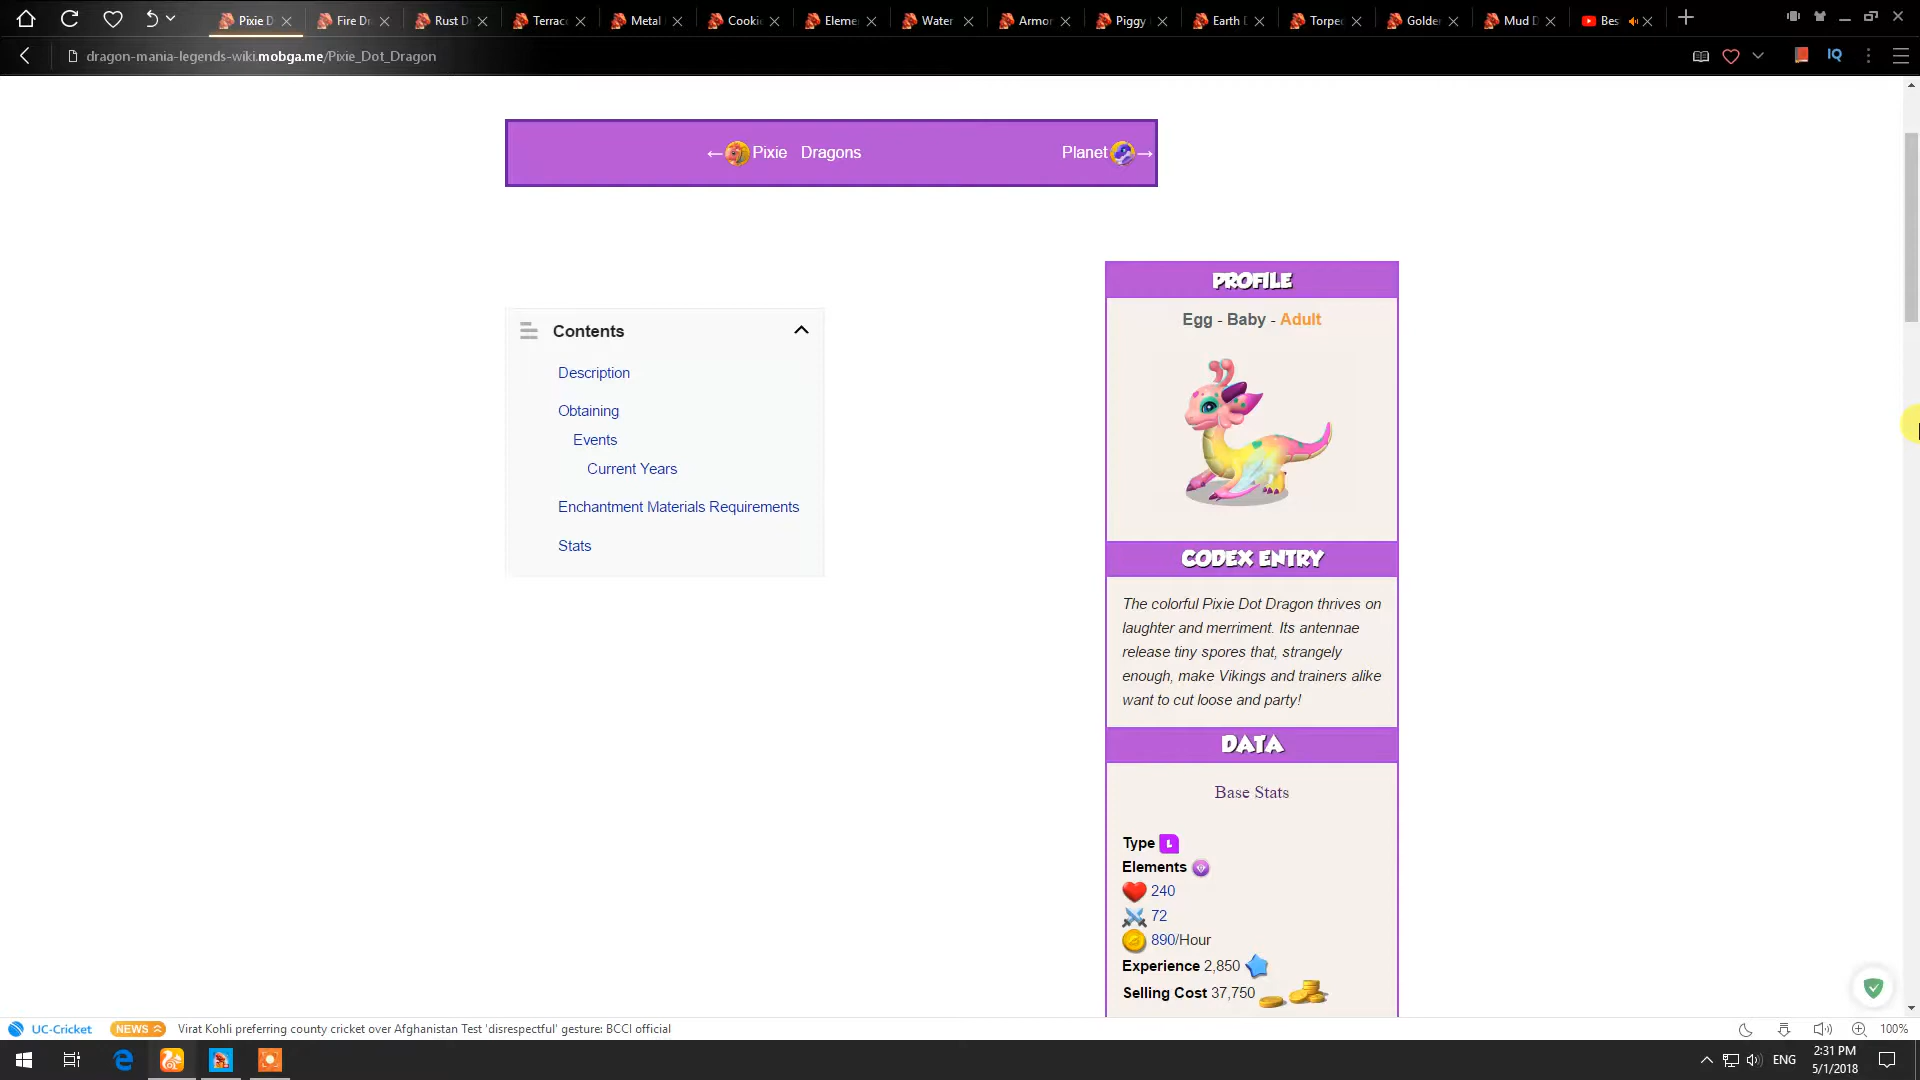 Pixie D
Fire Dr
Rust D
Terrac
Metal
Cooki
Eleme
Water
Armor
Piggy
Earth
Torpe
Golde
Mud D
Bes
dragon-mania-legends-wiki.mobga.me/Pixie_Dot_Dragon
IQ
←Pixie Dragons Planet→
PROFILE
Egg - Baby - Adult
Contents
Description
Obtaining
Events
Current Years
Enchantment Materials Requirements
Stats
CODEX ENTRY
The colorful Pixie Dot Dragon thrives on
laughter and merriment. Its antennae
release tiny spores that, strangely
enough, make Vikings and trainers alike
want to cut loose and party!
DATA
Base Stats
Type L
Elements
240
72
890/Hour
Experience 2,850
Selling Cost 37,750
UC-Cricket NEWS Virat Kohli preferring county cricket over Afghanistan Test 'disrespectful' gesture: BCCI official
100%
ENG
2:31 PM
5/1/2018